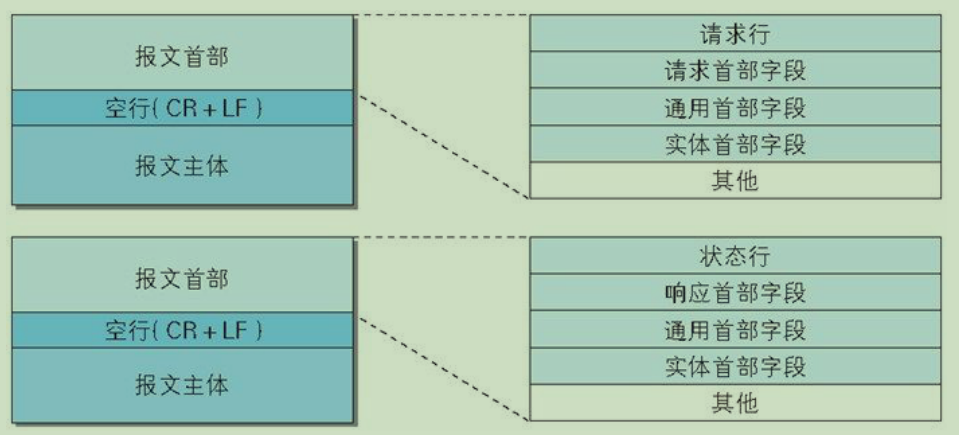 报文首部
空行( CR + LF )
报文主体
请求行
请求首部字段
通用首部字段
实体首部字段
其他
报文首部
空行( CR + LF )
报文主体
状态行
响应首部字段
通用首部字段
实体首部字段
其他